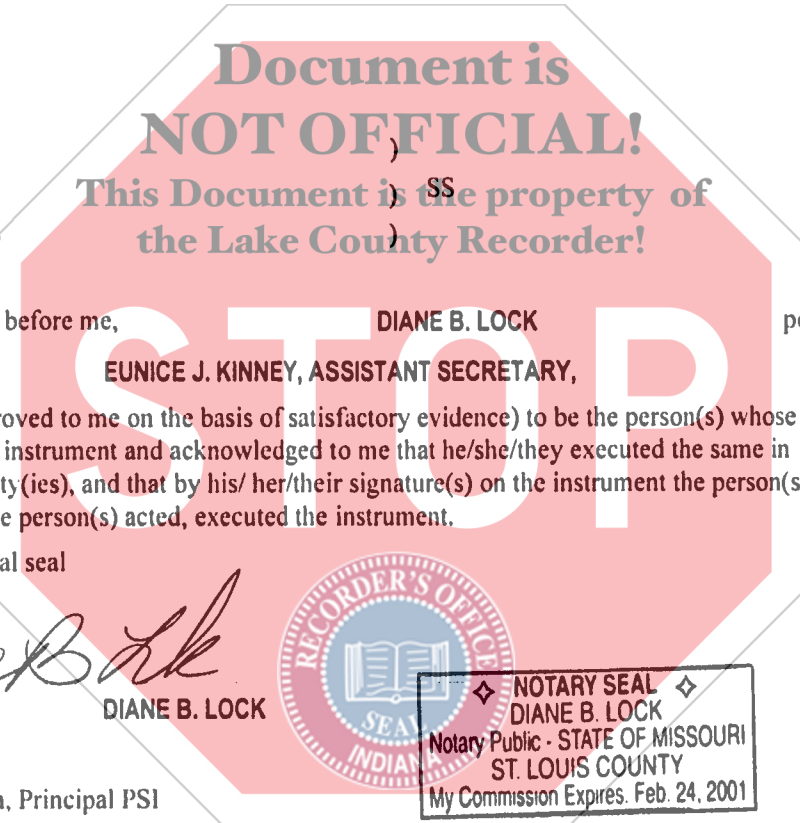 Document is
NOT OFFICIAL!
)
This Document is the property of
) SS
the Lake County Recorder!
)
before me, DIANE B. LOCK
EUNICE J. KINNEY, ASSISTANT SECRETARY,
oved to me on the basis of satisfactory evidence) to be the person(s) whose
instrument and acknowledged to me that he/she/they executed the same in
ty(ies), and that by his/ her/their signature(s) on the instrument the person(s
e person(s) acted, executed the instrument.
al seal
STOP
B Lock
DIANE B. LOCK
RECORDER'S OFFICE
SEAL
INDIANA
NOTARY SEAL
DIANE B. LOCK
Notary Public - STATE OF MISSOURI
ST. LOUIS COUNTY
My Commission Expires. Feb. 24, 2001
, Principal PSI